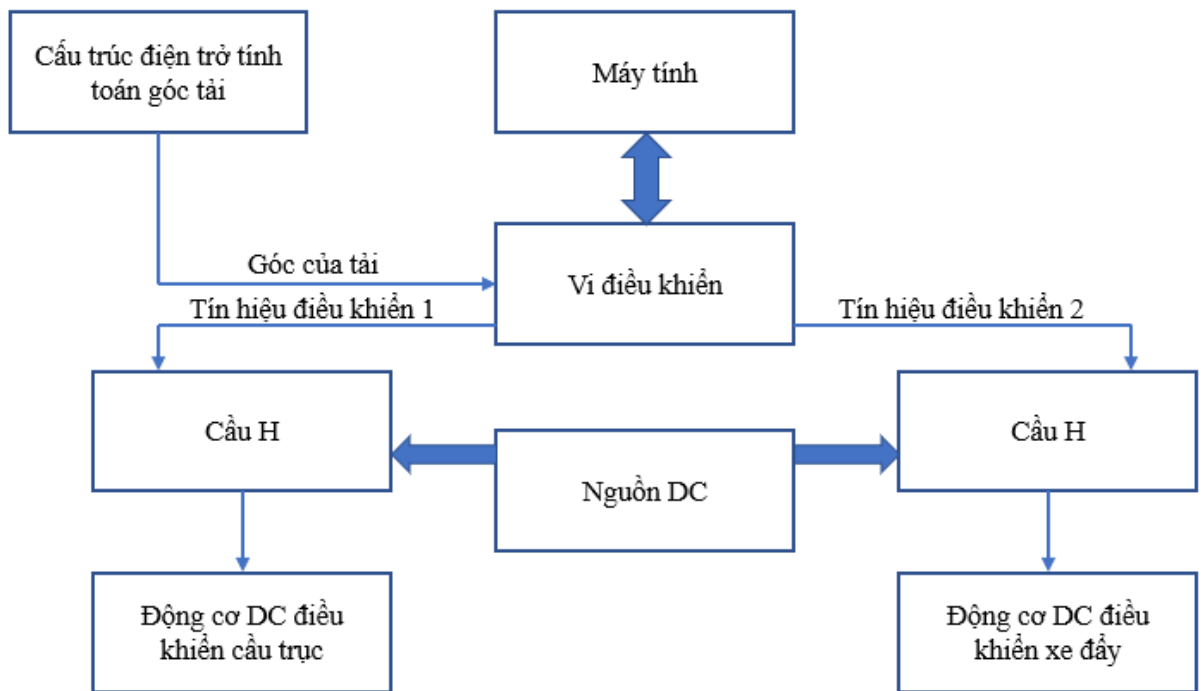 Cấu trúc điện trở tính
toán góc tải
Máy tính
Góc của tải
Vi điều khiển
Tín hiệu điều khiển 1
Tín hiệu điều khiển 2
Cầu H
Cầu H
Nguồn DC
Động cơ DC điều
khiển cầu trục
Động cơ DC điều
khiển xe đẩy